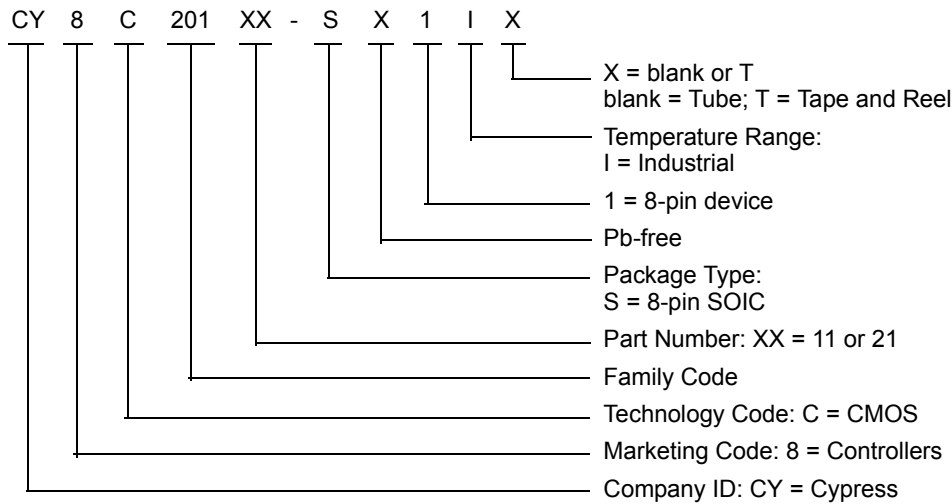 CY 8 C 201 XX - S X 1 I X
X = blank or T
blank = Tube; T = Tape and Reel
Temperature Range:
I = Industrial
1 = 8-pin device
Pb-free
Package Type:
S = 8-pin SOIC
Part Number: XX = 11 or 21
Family Code
Technology Code: C = CMOS
Marketing Code: 8 = Controllers
Company ID: CY = Cypress